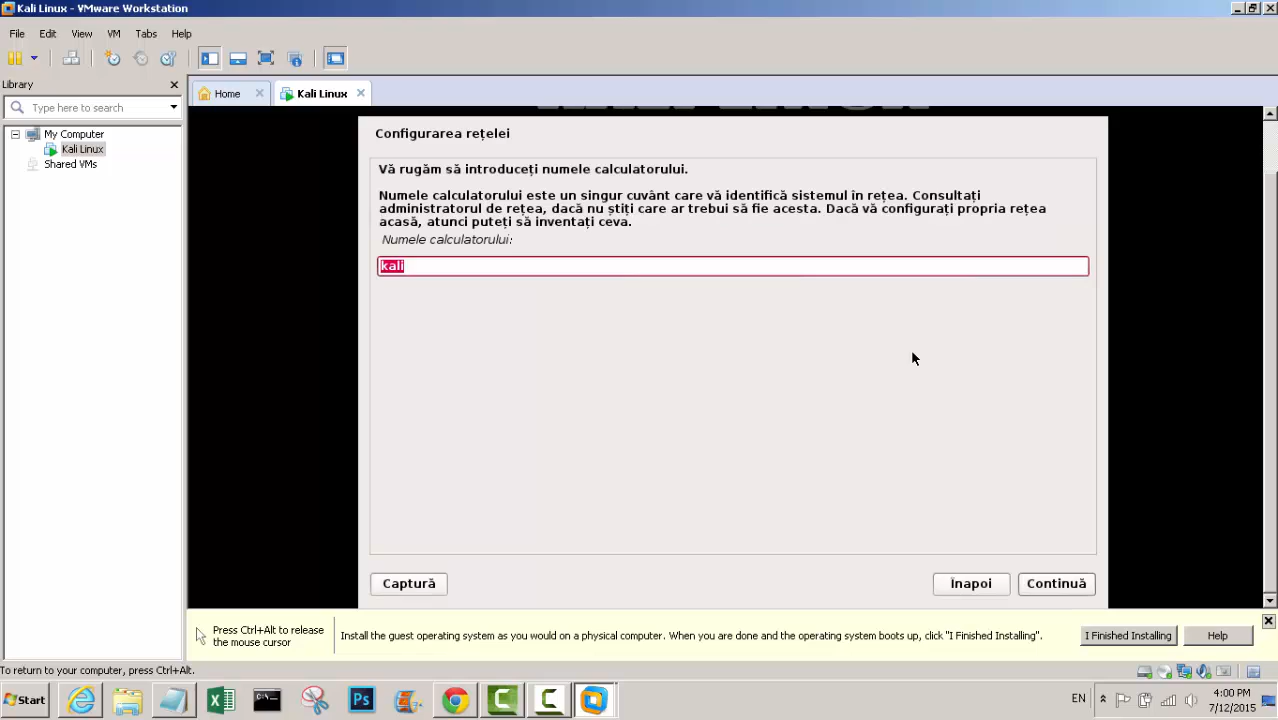 Kali Linux - VMware Workstation
File Edit View VM Tabs Help
Library
Type here to search
My Computer
Kali Linux
Shared VMs
Home
Kali Linux
Configurarea rețelei
Vă rugăm să introduceți numele calculatorului.
Numele calculatorului este un singur cuvânt care vă identifică sistemul în rețea. Consultați
administratorul de rețea, dacă nu știți care ar trebui să fie acesta. Dacă vă configurați propria rețea
acasă, atunci puteți să inventați ceva.
Numele calculatorului:
kali
Captură
Înapoi
Continuă
Press Ctrl+Alt to release
the mouse cursor
Install the guest operating system as you would on a physical computer. When you are done and the operating system boots up, click "I Finished Installing".
I Finished Installing
Help
To return to your computer, press Ctrl+Alt.
Start
Ps
EN
4:00 PM
7/12/2015